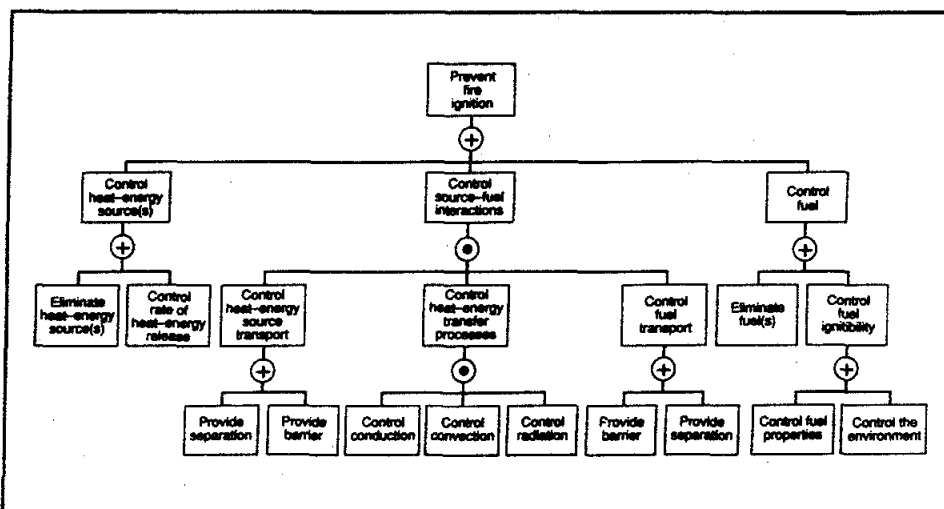 Prevent
fire
ignition
+
Control
heat-energy
source(s)
Control
source-fuel
interactions
Control
fuel
+
•
+
Eliminate
heat-energy
source(s)
Control
rate of
heat-energy
release
Control
heat-energy
source
transport
Control
heat-energy
transfer
processes
Control
fuel
transport
Eliminate
fuel(s)
Control
fuel
ignitibility
+
•
+
+
Provide
separation
Provide
barrier
Control
conduction
Control
convection
Control
radiation
Provide
barrier
Provide
separation
Control fuel
properties
Control the
environment